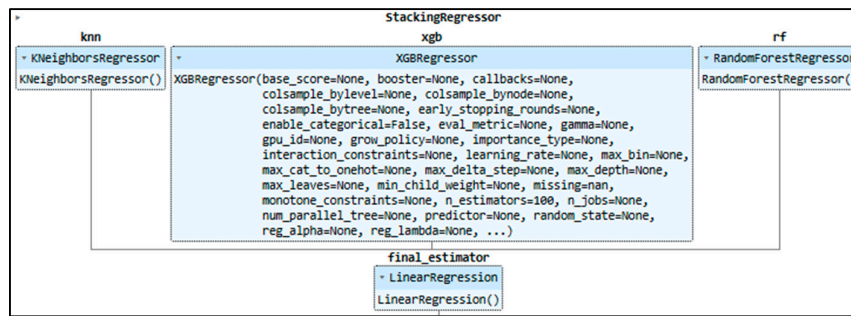 StackingRegressor
knn
xgb
rf
KNeighborsRegressor
XGBRegressor
RandomForestRegressor
KNeighborsRegressor()
XGBRegressor(base_score=None, booster=None, callbacks=None,
colsample_bylevel=None, colsample_bynode=None,
colsample_bytree=None, early_stopping_rounds=None,
enable_categorical=False, eval_metric=None, gamma=None,
gpu_id=None, grow_policy=None, importance_type=None,
interaction_constraints=None, learning_rate=None, max_bin=None,
max_cat_to_onehot=None, max_delta_step=None, max_depth=None,
max_leaves=None, min_child_weight=None, missing=nan,
monotone_constraints=None, n_estimators=100, n_jobs=None,
num_parallel_tree=None, predictor=None, random_state=None,
reg_alpha=None, reg_lambda=None, ...)
RandomForestRegressor(
final_estimator
LinearRegression
LinearRegression()